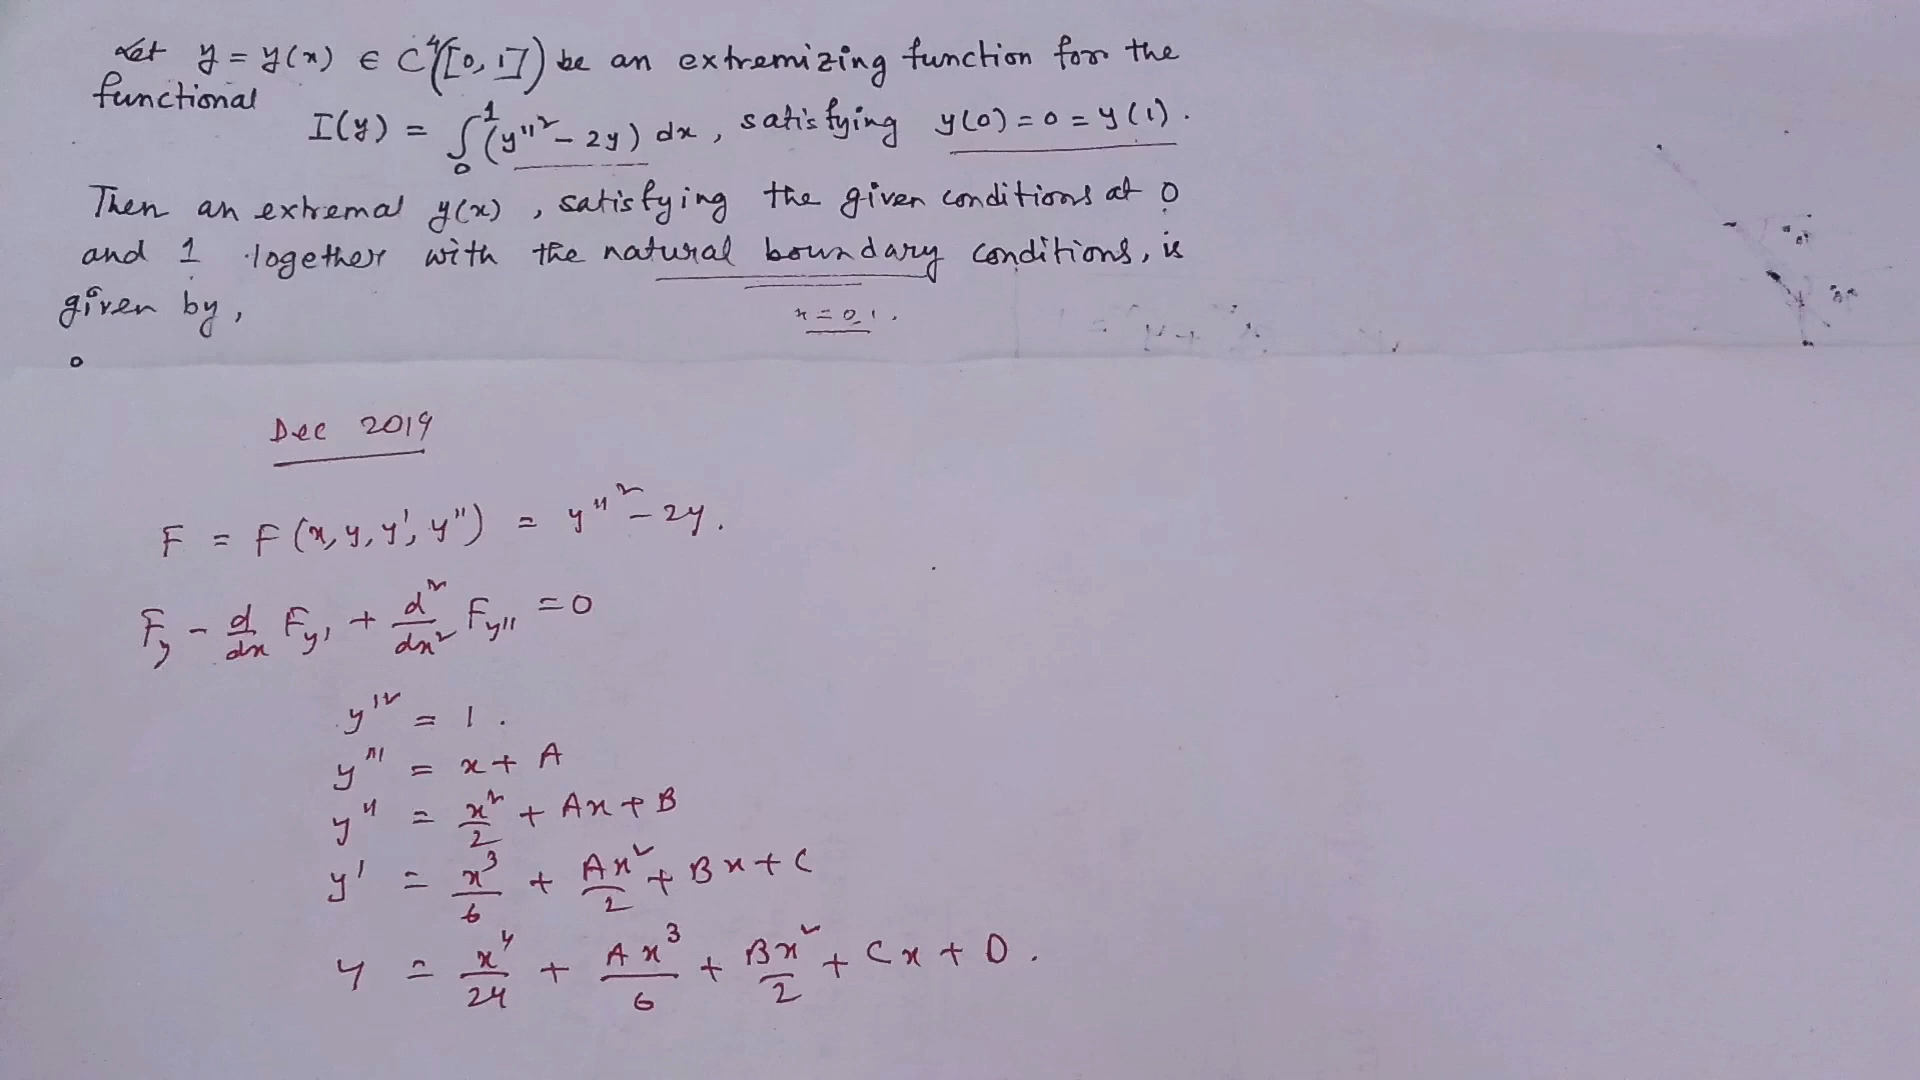 Let y = y(x) ∈ C⁴([0, 1]) be an extremizing function for the
functional
I(y) = ∫₀¹ (y''² - 2y) dx , satisfying y(0) = 0 = y(1) .
Then an extremal y(x) , satisfying the given conditions at 0
and 1 together with the natural boundary conditions, is
given by,
x = 0, 1 .
Dec 2019
F = F (x, y, y', y'') = y''² - 2y .
F_y - d/dx F_y' + d²/dx² F_y'' = 0
y^iv = 1 .
y''' = x + A
y'' = x²/2 + Ax + B
y' = x³/6 + Ax²/2 + Bx + C
y = x⁴/24 + Ax³/6 + Bx²/2 + Cx + D .